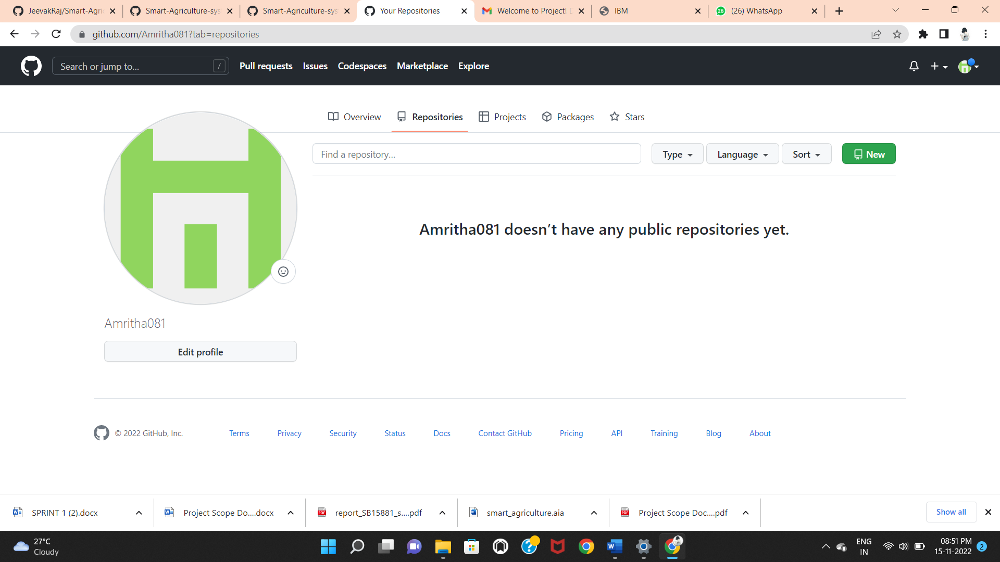 JeevakRaj/Smart-Agric
Smart-Agriculture-sys
Smart-Agriculture-sys
Your Repositories
Welcome to Project! D
IBM
26
(26) WhatsApp
github.com/Amritha081?tab=repositories
Search or jump to...
/
Pull requests
Issues
Codespaces
Marketplace
Explore
Overview
Repositories
Projects
Packages
Stars
Find a repository...
Type
Language
Sort
New
Amritha081 doesn’t have any public repositories yet.
Amritha081
Edit profile
© 2022 GitHub, Inc.
Terms
Privacy
Security
Status
Docs
Contact GitHub
Pricing
API
Training
Blog
About
SPRINT 1 (2).docx
Project Scope Do....docx
PDF
report_SB15881_s....pdf
smart_agriculture.aia
PDF
Project Scope Doc....pdf
Show all
27°C
Cloudy
ENG
IN
08:51 PM
15-11-2022
2